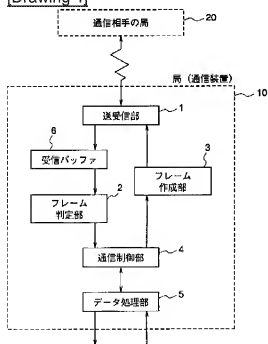 [Drawing 1]
通信相手の局
20
局（通信装置）
10
送受信部
1
6
受信バッファ
3
フレーム
作成部
2
フレーム
判定部
通信制御部
4
データ処理部
5